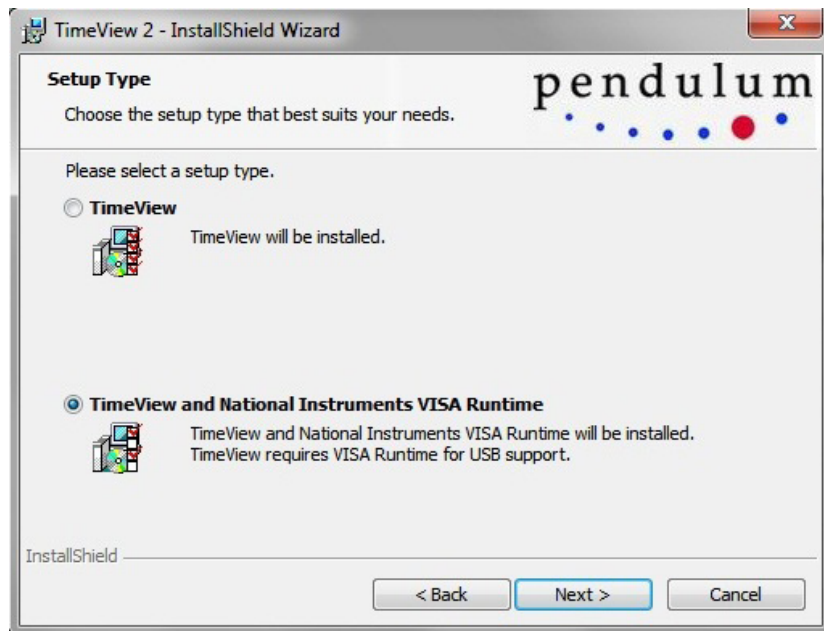 TimeView 2 - InstallShield Wizard
Setup Type
pendulum
Choose the setup type that best suits your needs.
Please select a setup type.
TimeView
TimeView will be installed.
TimeView and National Instruments VISA Runtime
TimeView and National Instruments VISA Runtime will be installed.
TimeView requires VISA Runtime for USB support.
InstallShield
< Back Next > Cancel